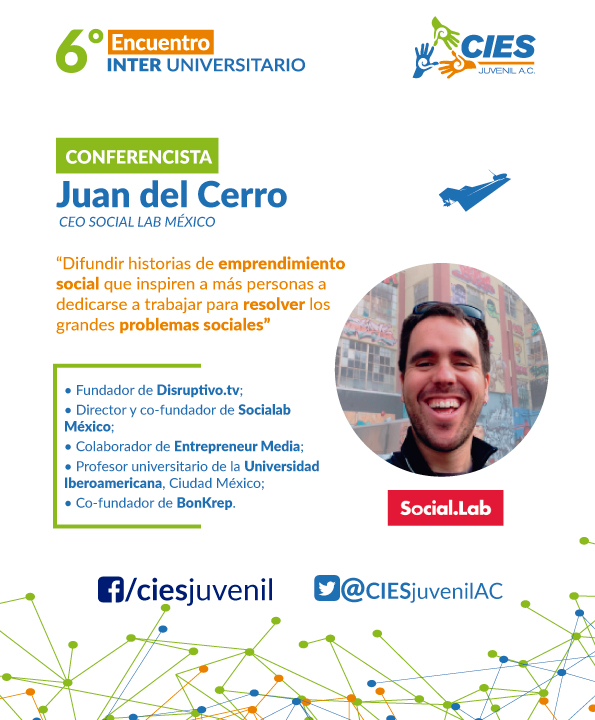 6° Encuentro
INTER UNIVERSITARIO
CIES
JUVENIL A.C.
CONFERENCISTA
Juan del Cerro
CEO SOCIAL LAB MÉXICO
“Difundir historias de emprendimiento
social que inspiren a más personas a
dedicarse a trabajar para resolver los
grandes problemas sociales”
• Fundador de Disruptivo.tv;
• Director y co-fundador de Socialab
México;
• Colaborador de Entrepreneur Media;
• Profesor universitario de la Universidad
Iberoamericana, Ciudad México;
• Co-fundador de BonKrep.
Social.Lab
/ciesjuvenil
@CIESjuvenilAC